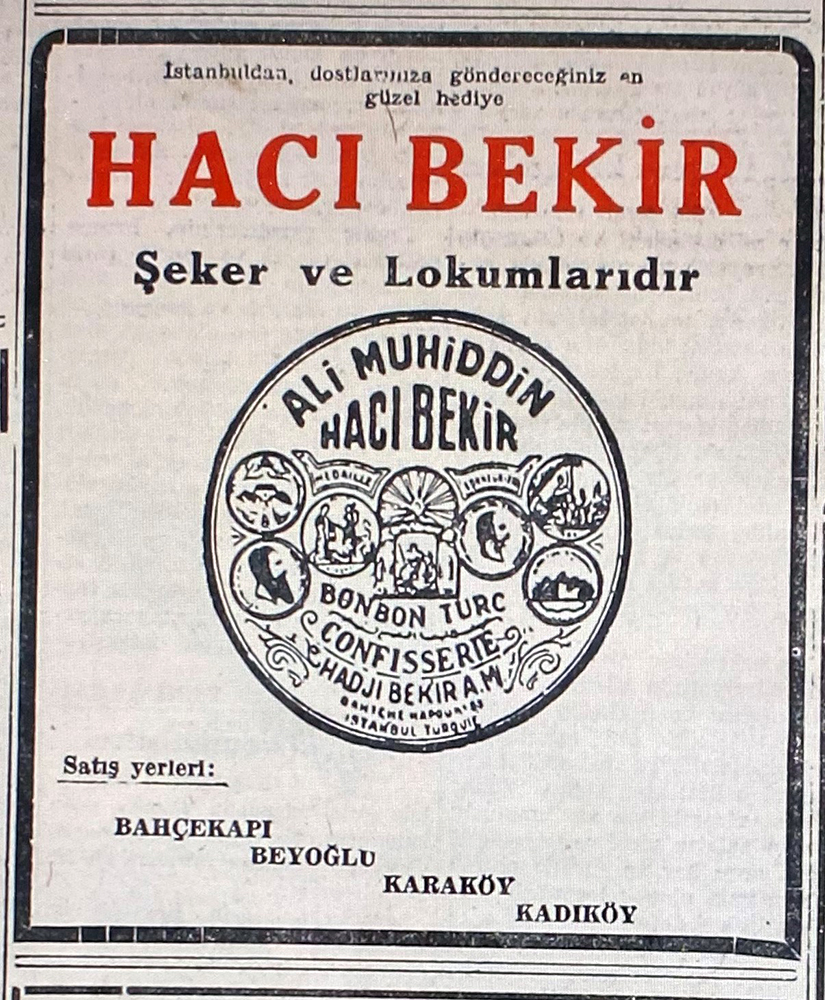 İstanbuldan, dostlarınıza göndereceğiniz en
güzel hediye
HACI BEKİR
Şeker ve Lokumlarıdır
ALİ MUHİDDİN
HACI BEKİR
MEDAILLE
BONBON TURC
CONFISSERIE
HADJI BEKIR A.M.
ISTANBUL TURQUIE
Satış yerleri:
BAHÇEKAPI
BEYOĞLU
KARAKÖY
KADIKÖY